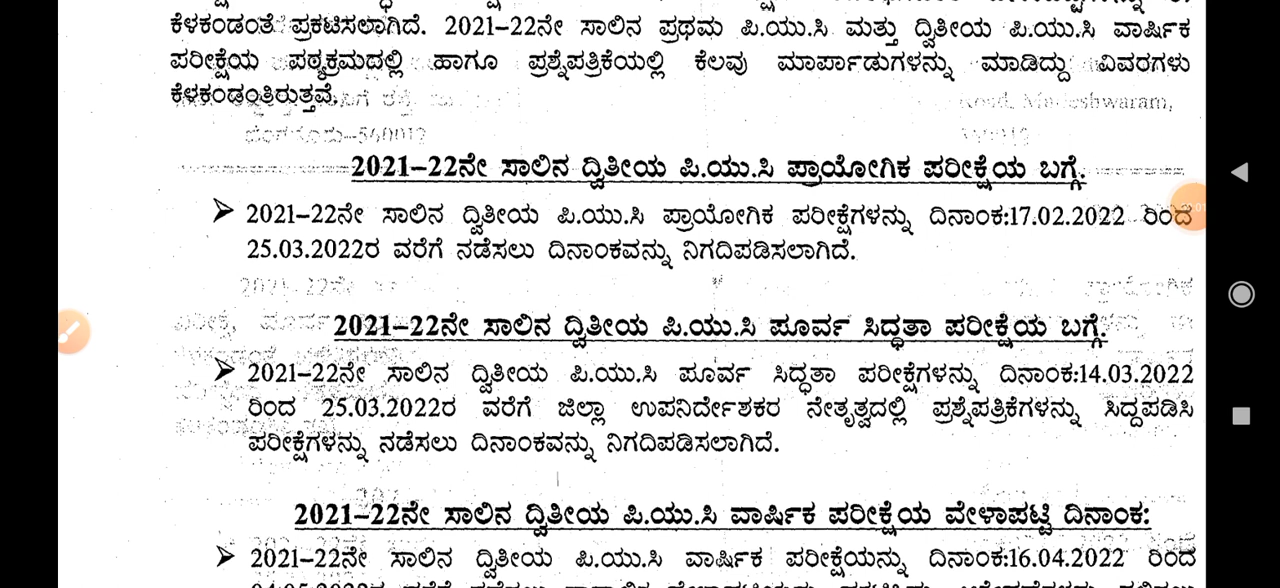 ಕೆಳಕಂಡಂತೆ ಪ್ರಕಟಿಸಲಾಗಿದೆ. 2021-22ನೇ ಸಾಲಿನ ಪ್ರಥಮ ಪಿ.ಯು.ಸಿ ಮತ್ತು ದ್ವಿತೀಯ ಪಿ.ಯು.ಸಿ ವಾರ್ಷಿಕ
ಪರೀಕ್ಷೆಯ ಪಠ್ಯಕ್ರಮದಲ್ಲಿ ಹಾಗೂ ಪ್ರಶ್ನೆಪತ್ರಿಕೆಯಲ್ಲಿ ಕೆಲವು ಮಾರ್ಪಾಡುಗಳನ್ನು ಮಾಡಿದ್ದು ವಿವರಗಳು
ಕೆಳಕಂಡಂತಿರುತ್ತವೆ.
2021-22ನೇ ಸಾಲಿನ ದ್ವಿತೀಯ ಪಿ.ಯು.ಸಿ ಪ್ರಾಯೋಗಿಕ ಪರೀಕ್ಷೆಯ ಬಗ್ಗೆ.
➢ 2021-22ನೇ ಸಾಲಿನ ದ್ವಿತೀಯ ಪಿ.ಯು.ಸಿ ಪ್ರಾಯೋಗಿಕ ಪರೀಕ್ಷೆಗಳನ್ನು ದಿನಾಂಕ:17.02.2022 ರಿಂದ
25.03.2022ರ ವರೆಗೆ ನಡೆಸಲು ದಿನಾಂಕವನ್ನು ನಿಗದಿಪಡಿಸಲಾಗಿದೆ.
2021-22ನೇ ಸಾಲಿನ ದ್ವಿತೀಯ ಪಿ.ಯು.ಸಿ ಪೂರ್ವ ಸಿದ್ಧತಾ ಪರೀಕ್ಷೆಯ ಬಗ್ಗೆ.
➢ 2021-22ನೇ ಸಾಲಿನ ದ್ವಿತೀಯ ಪಿ.ಯು.ಸಿ ಪೂರ್ವ ಸಿದ್ಧತಾ ಪರೀಕ್ಷೆಗಳನ್ನು ದಿನಾಂಕ:14.03.2022
ರಿಂದ 25.03.2022ರ ವರೆಗೆ ಜಿಲ್ಲಾ ಉಪನಿರ್ದೇಶಕರ ನೇತೃತ್ವದಲ್ಲಿ ಪ್ರಶ್ನೆಪತ್ರಿಕೆಗಳನ್ನು ಸಿದ್ದಪಡಿಸಿ
ಪರೀಕ್ಷೆಗಳನ್ನು ನಡೆಸಲು ದಿನಾಂಕವನ್ನು ನಿಗದಿಪಡಿಸಲಾಗಿದೆ.
2021-22ನೇ ಸಾಲಿನ ದ್ವಿತೀಯ ಪಿ.ಯು.ಸಿ ವಾರ್ಷಿಕ ಪರೀಕ್ಷೆಯ ವೇಳಾಪಟ್ಟಿ ದಿನಾಂಕ:
➢ 2021-22ನೇ ಸಾಲಿನ ದ್ವಿತೀಯ ಪಿ.ಯು.ಸಿ ವಾರ್ಷಿಕ ಪರೀಕ್ಷೆಯನ್ನು ದಿನಾಂಕ:16.04.2022 ರಿಂದ